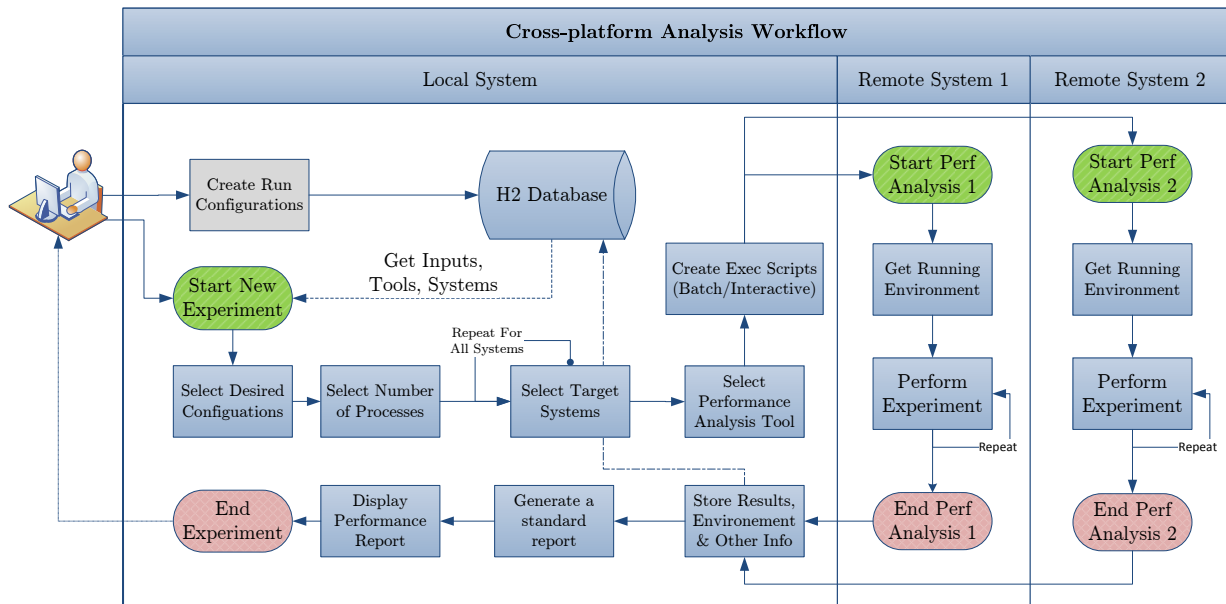 Cross-platform Analysis Workflow
Local System
Remote System 1
Remote System 2
Create Run
Configurations
H2 Database
Start Perf
Analysis 1
Start Perf
Analysis 2
Get Inputs,
Tools, Systems
Start New
Experiment
Create Exec Scripts
(Batch/Interactive)
Get Running
Environment
Get Running
Environment
Repeat For
All Systems
Select Desired
Configuations
Select Number
of Processes
Select Target
Systems
Select
Performance
Analysis Tool
Perform
Experiment
Repeat
Perform
Experiment
Repeat
End
Experiment
Display
Performance
Report
Generate a
standard
report
Store Results,
Environement
& Other Info
End Perf
Analysis 1
End Perf
Analysis 2